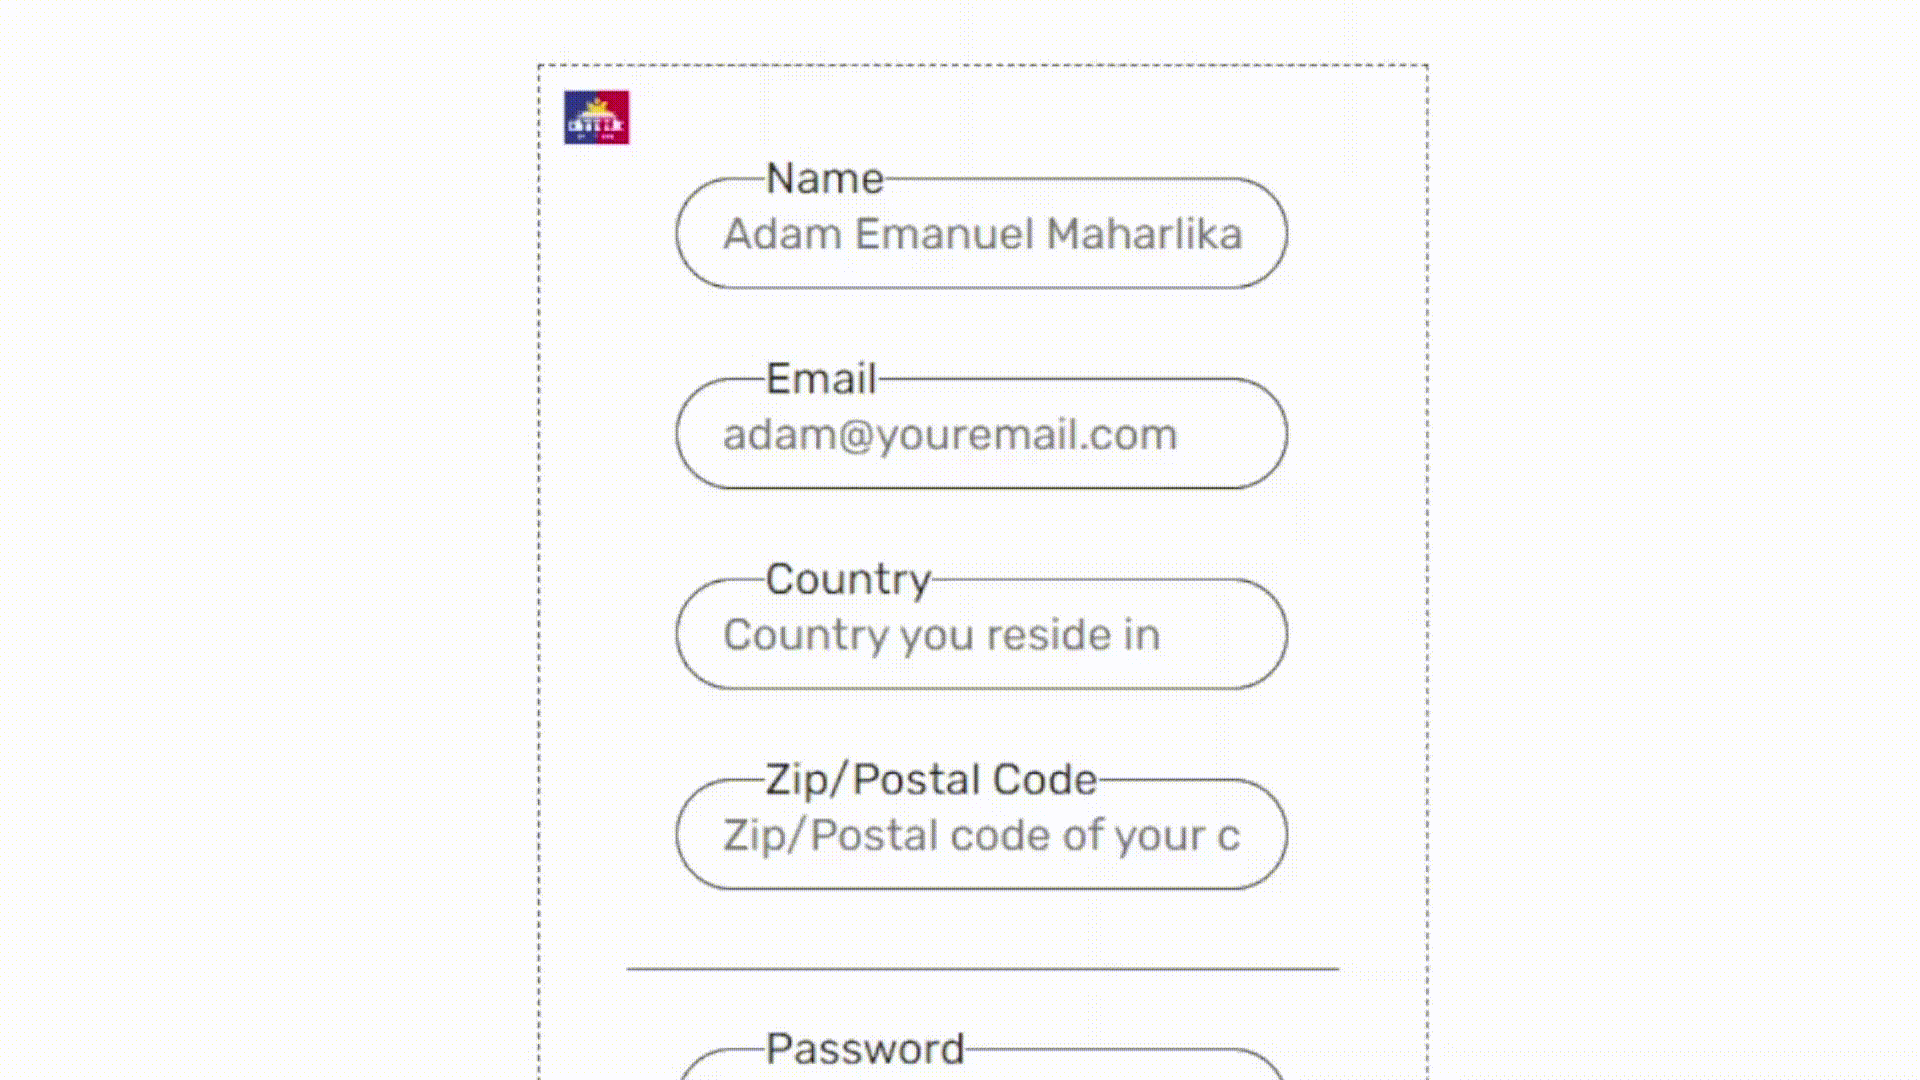 Name
Adam Emanuel Maharlika
Email
adam@youremail.com
Country
Country you reside in
Zip/Postal Code
Zip/Postal code of your c
Password